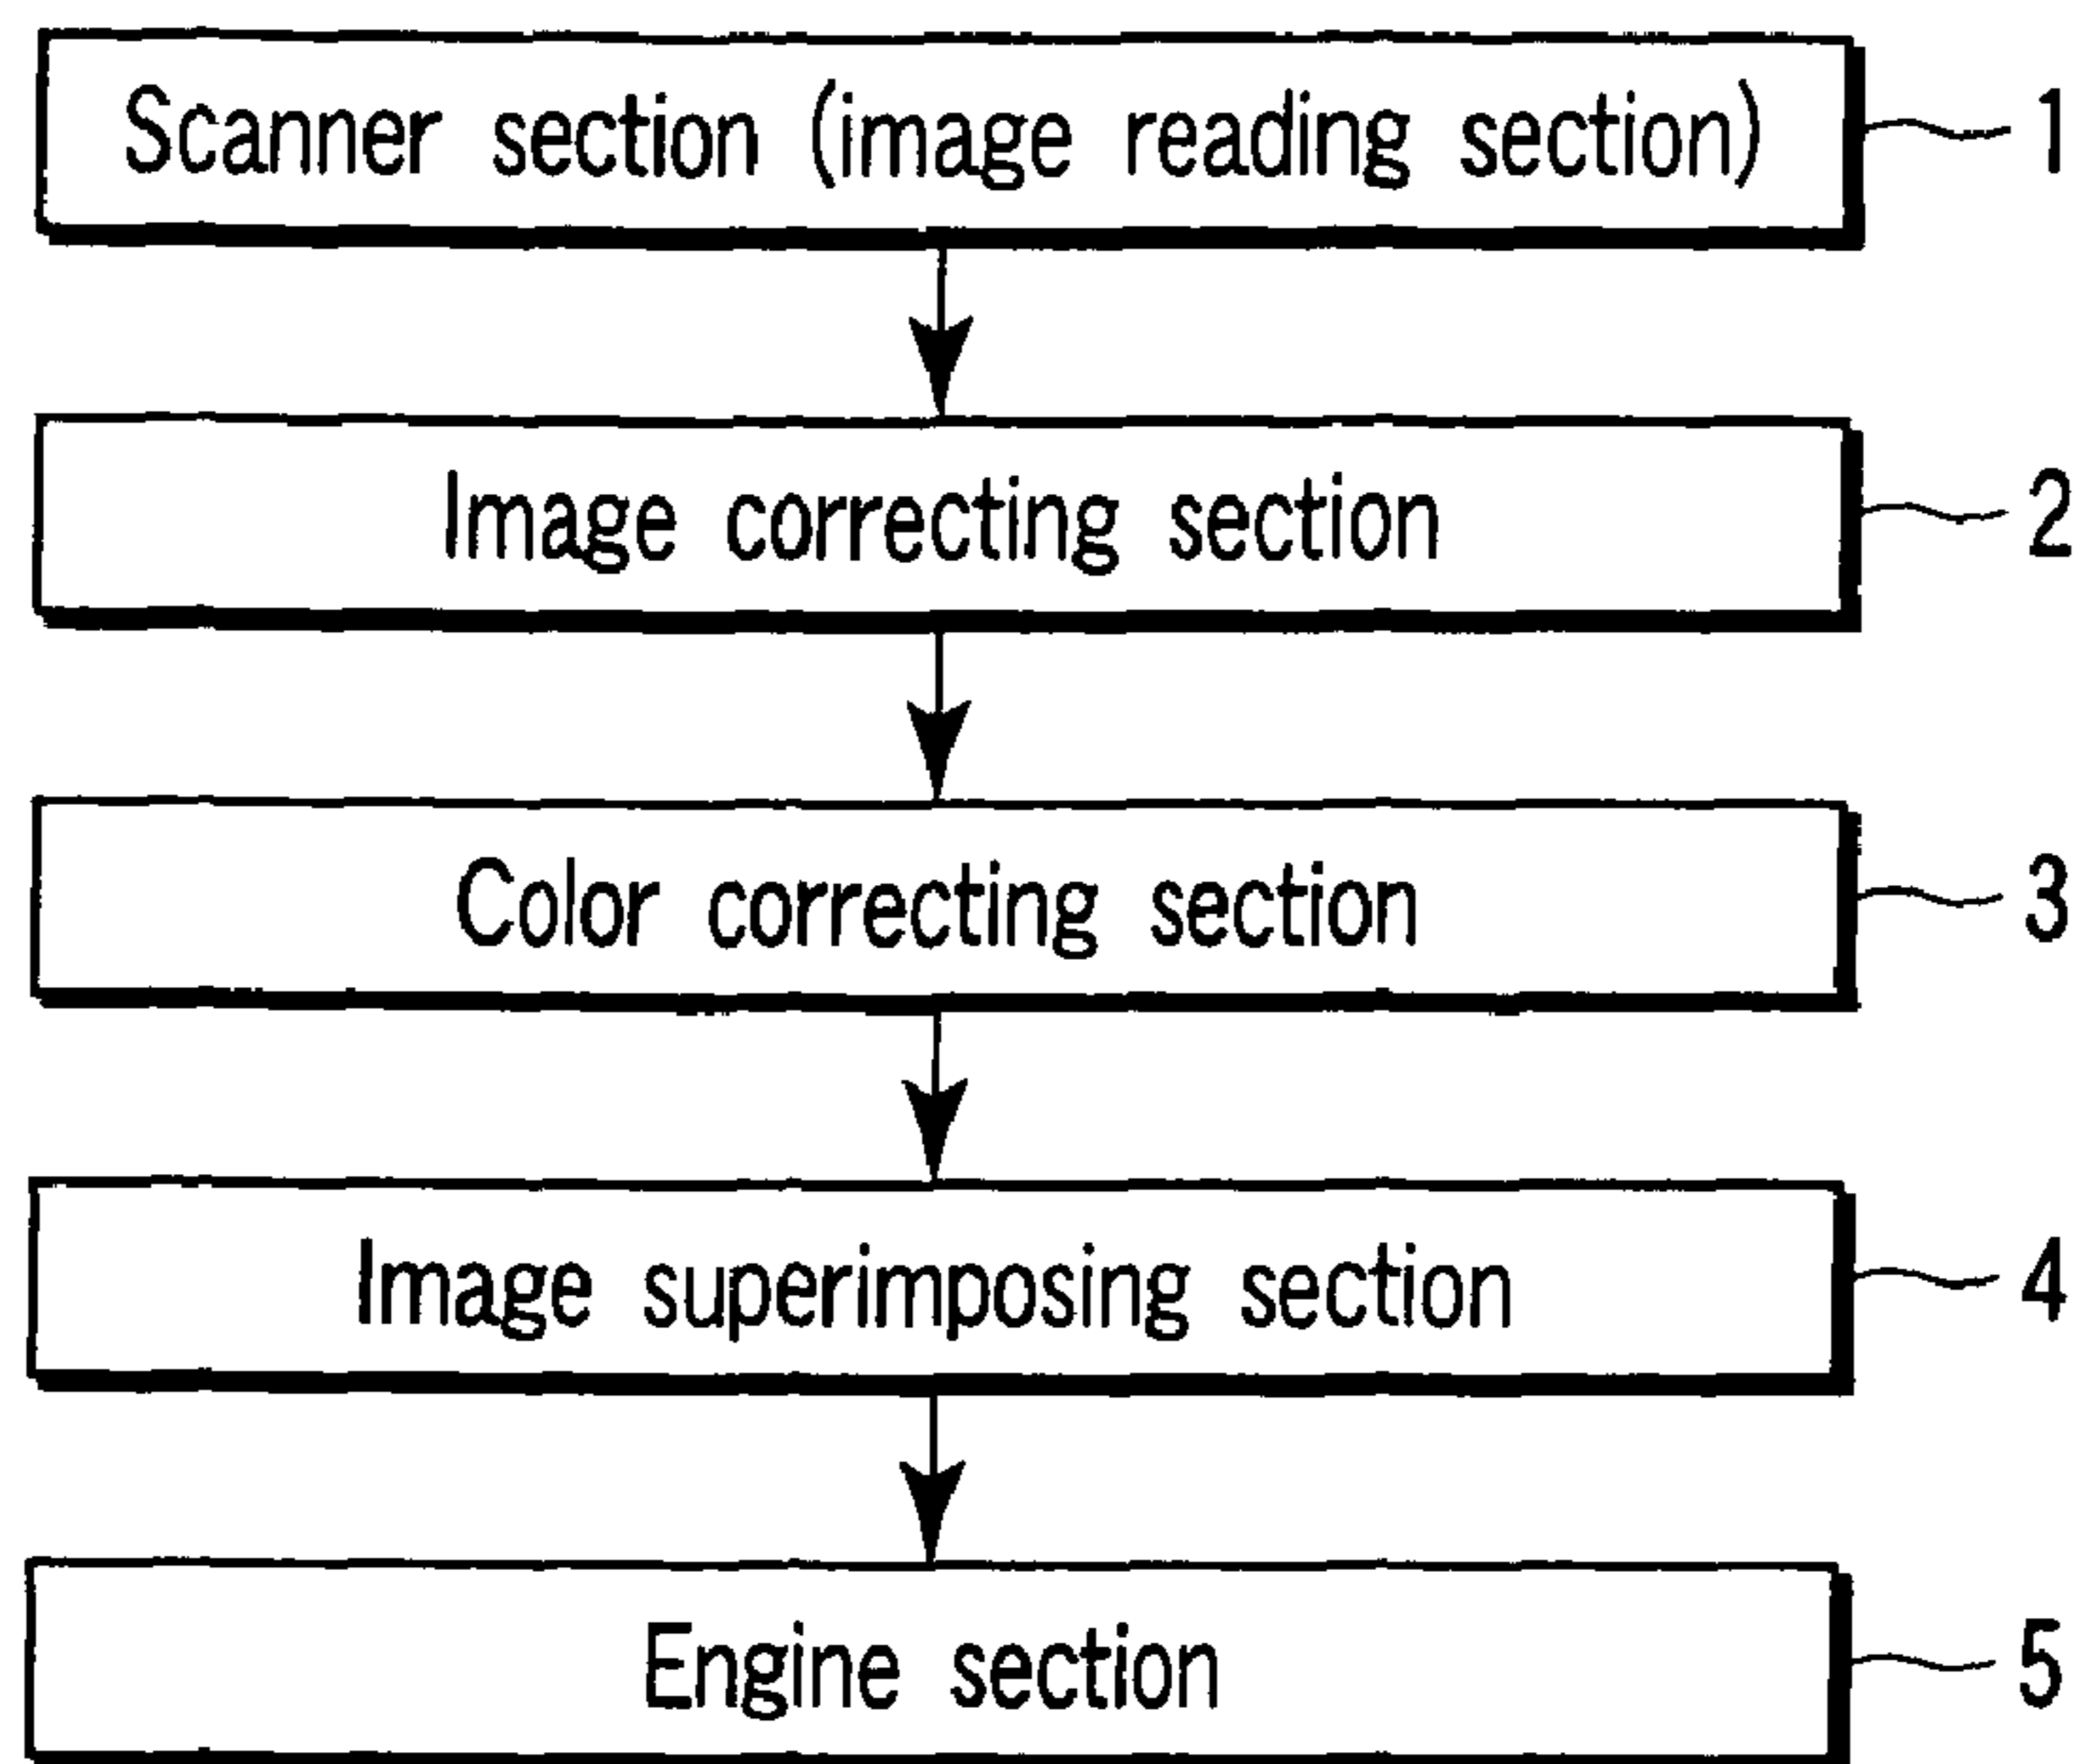 Scanner section (image reading section) 1
Image correcting section 2
Color correcting section 3
Image superimposing section 4
Engine section 5